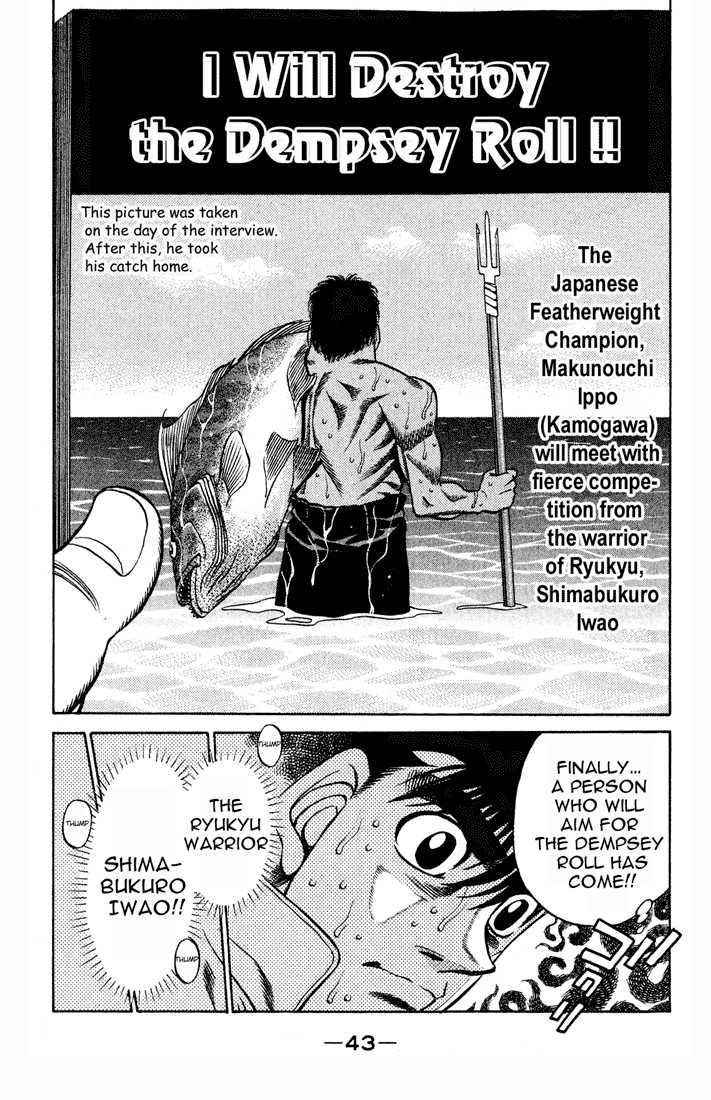 I Will Destroy
the Dempsey Roll !!
This picture was taken
on the day of the interview.
After this, he took
his catch home.
The
Japanese
Featherweight
Champion,
Makunouchi
Ippo
(Kamogawa)
will meet with
fierce compe-
tition from
the warrior
of Ryukyu,
Shimabukuro
Iwao
FINALLY...
A PERSON
WHO WILL
AIM FOR
THE DEMPSEY
ROLL HAS
COME!!
THUMP
THE
RYUKYU
WARRIOR
THUMP
SHIMA-
BUKURO
IWAO!!
THUMP
-43-